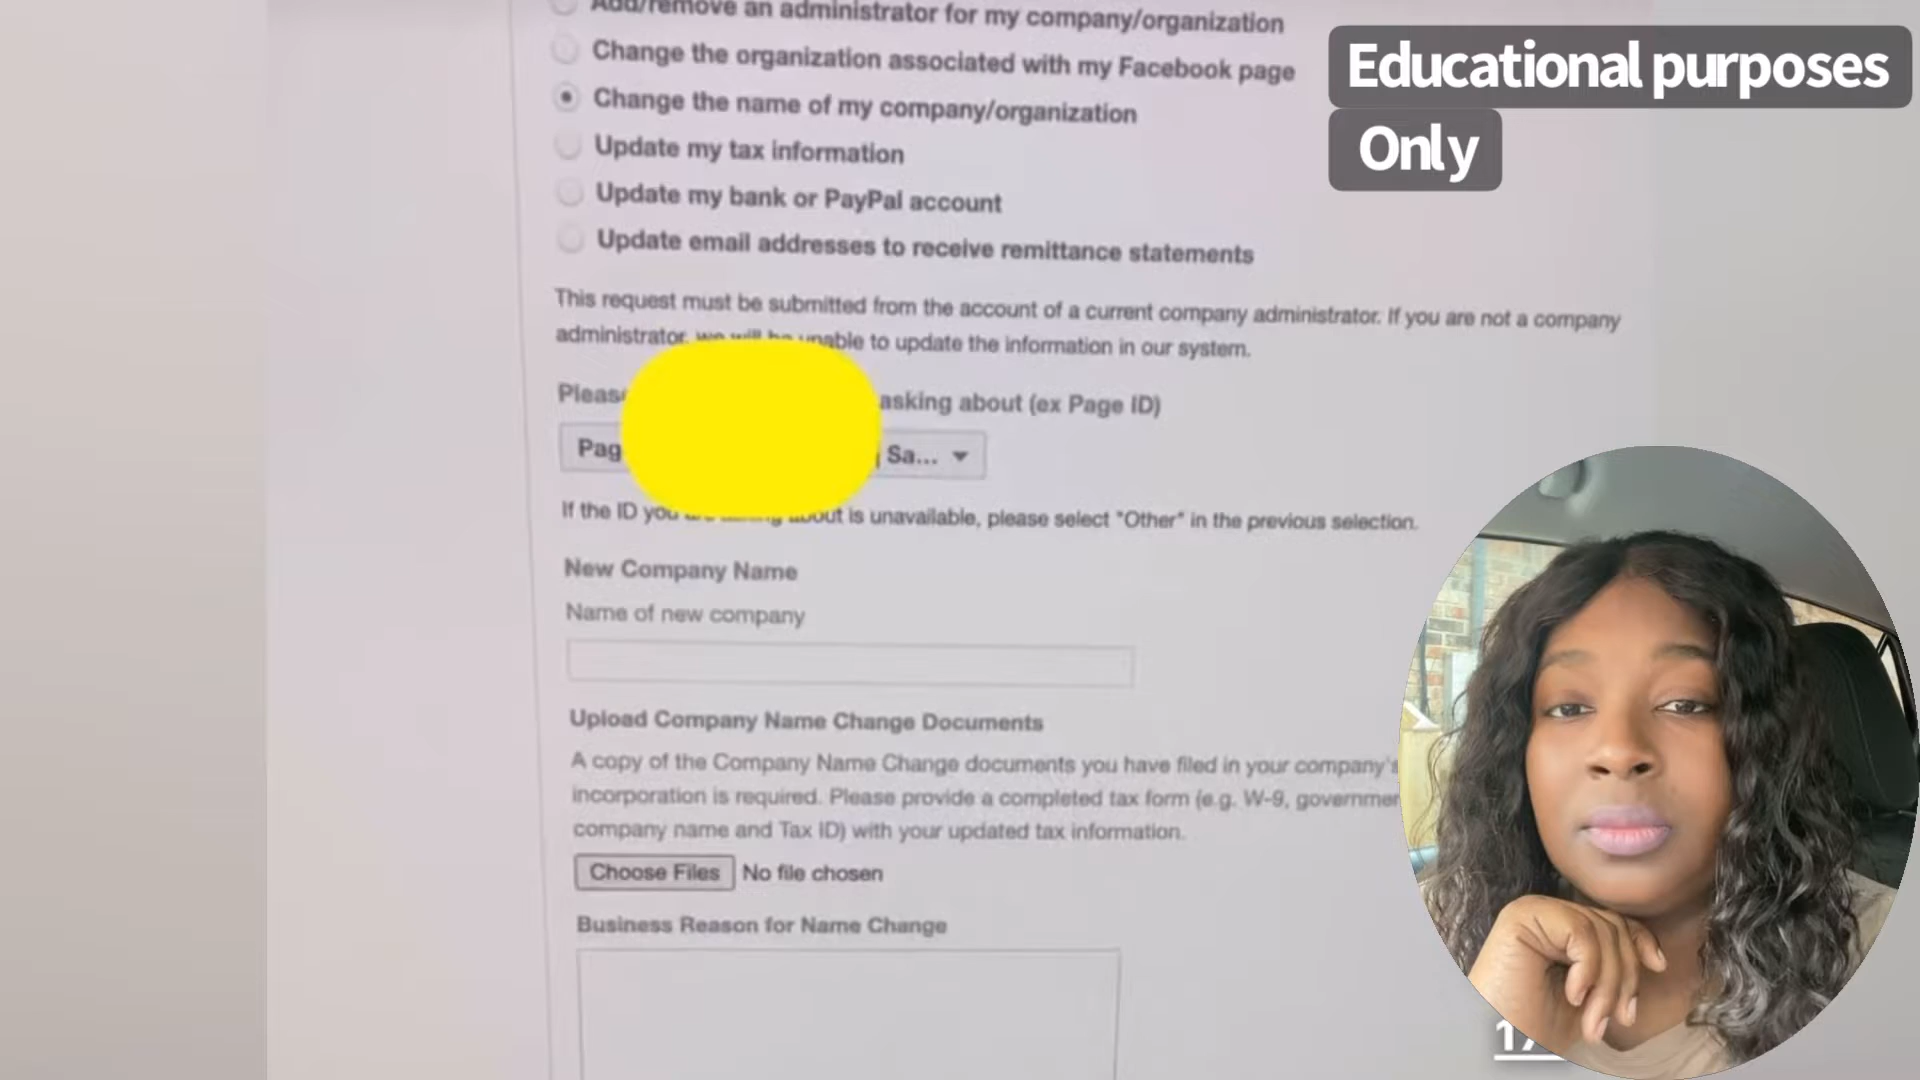 Add/remove an administrator for my company/organization
Change the organization associated with my Facebook page
Change the name of my company/organization
Update my tax information
Update my bank or PayPal account
Update email addresses to receive remittance statements
This request must be submitted from the account of a current company administrator. If you are not a company
administrator, we will be unable to update the information in our system.
asking about (ex Page ID)
Sa...
If the ID you about is unavailable, please select "Other" in the previous selection.
New Company Name
Name of new company
Upload Company Name Change Documents
A copy of the Company Name Change documents you have filed in your company's
incorporation is required. Please provide a completed tax form (e.g. W-9,
company name and Tax ID) with your updated tax information.
Choose Files No file chosen
Business Reason for Name Change
Educational purposes
Only